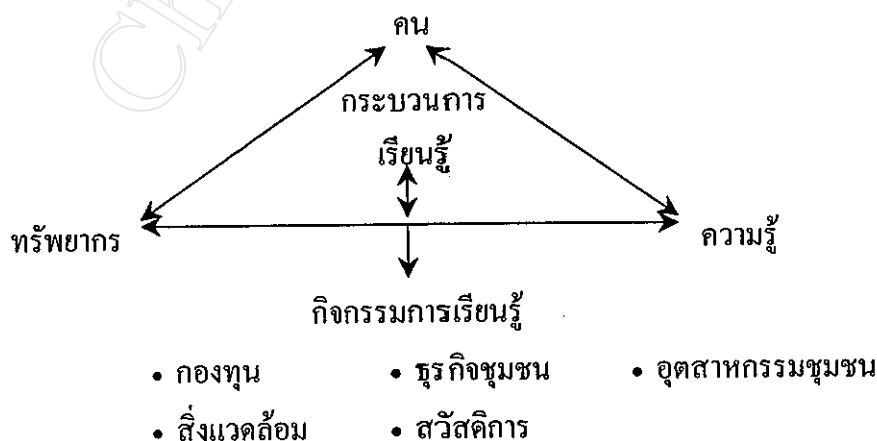 คน
กระบวนการ
เรียนรู้
ทรัพยากร
ความรู้
กิจกรรมการเรียนรู้
• กองทุน • ธุรกิจชุมชน • อุตสาหกรรมชุมชน
• สิ่งแวดล้อม • สวัสดิการ